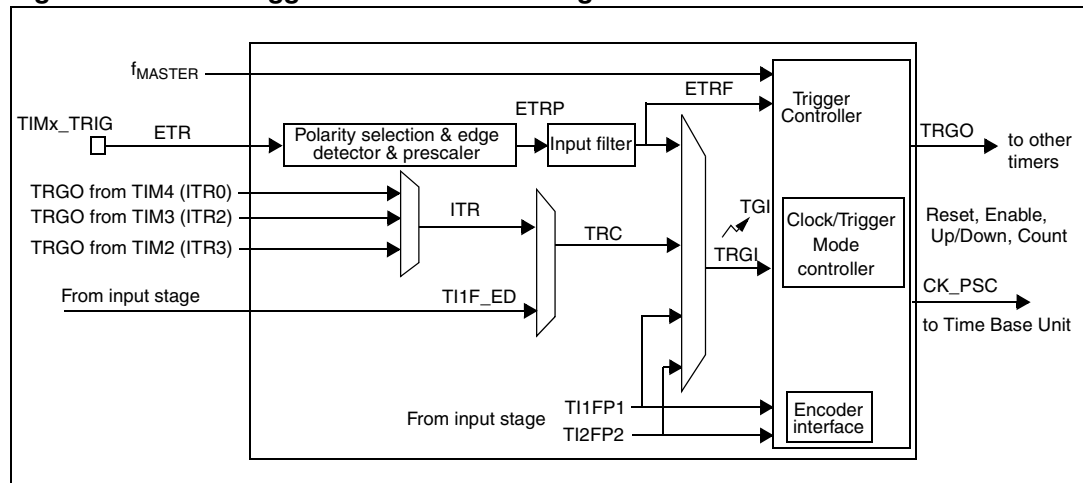 fMASTER
ETRF
Trigger
Controller
ETRP
TIMx_TRIG
ETR
Polarity selection & edge
detector & prescaler
Input filter
TRGO
to other
timers
TRGO from TIM4 (ITR0)
TRGO from TIM3 (ITR2)
TRGO from TIM2 (ITR3)
ITR
TRC
TGI
TRGI
Clock/Trigger
Mode
controller
Reset, Enable,
Up/Down, Count
From input stage
TI1F_ED
CK_PSC
to Time Base Unit
From input stage
TI1FP1
TI2FP2
Encoder
interface